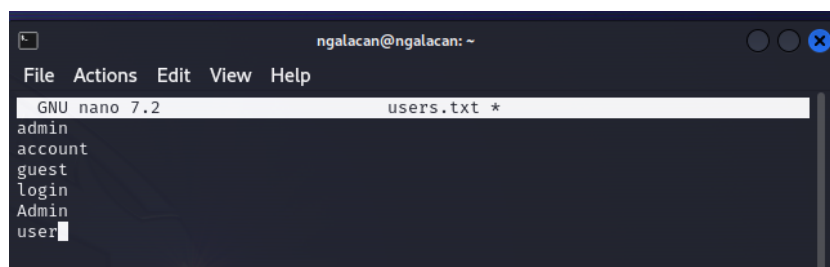 ngalacan@ngalacan: ~
File Actions Edit View Help
GNU nano 7.2 users.txt *
admin
account
guest
login
Admin
user